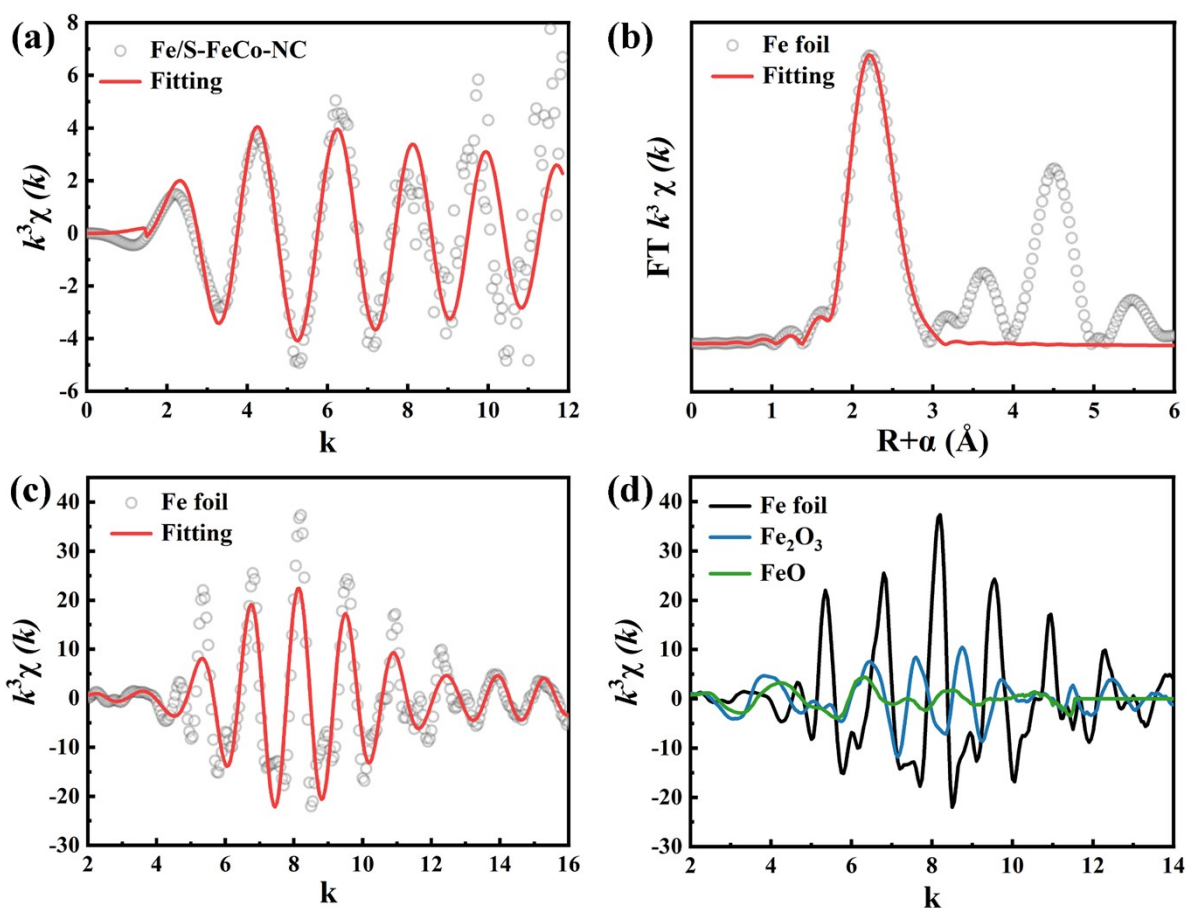 (a)
Fe/S-FeCo-NC
Fitting
k³χ (k)
8
6
4
2
0
-2
-4
-6
0 2 4 6 8 10 12
k
(b)
Fe foil
Fitting
FT k³ χ (k)
0 1 2 3 4 5 6
R+α (Å)
(c)
Fe foil
Fitting
k³χ (k)
40
30
20
10
0
-10
-20
-30
2 4 6 8 10 12 14 16
k
(d)
Fe foil
Fe₂O₃
FeO
k³χ (k)
40
30
20
10
0
-10
-20
-30
2 4 6 8 10 12 14
k